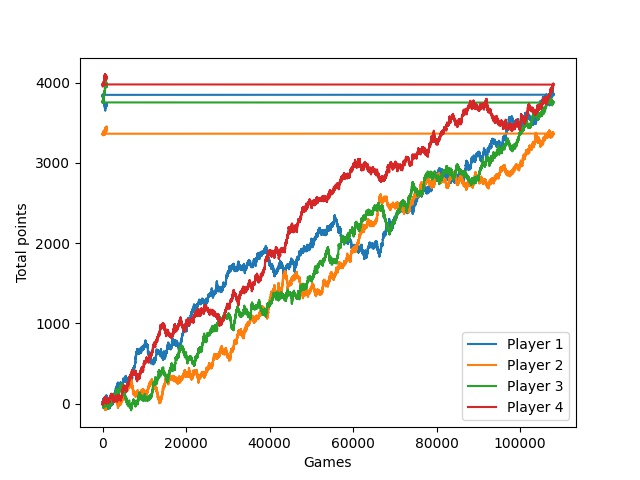 Total points
4000
3000
2000
1000
0
0
20000
40000
60000
80000
100000
Games
Player 1
Player 2
Player 3
Player 4